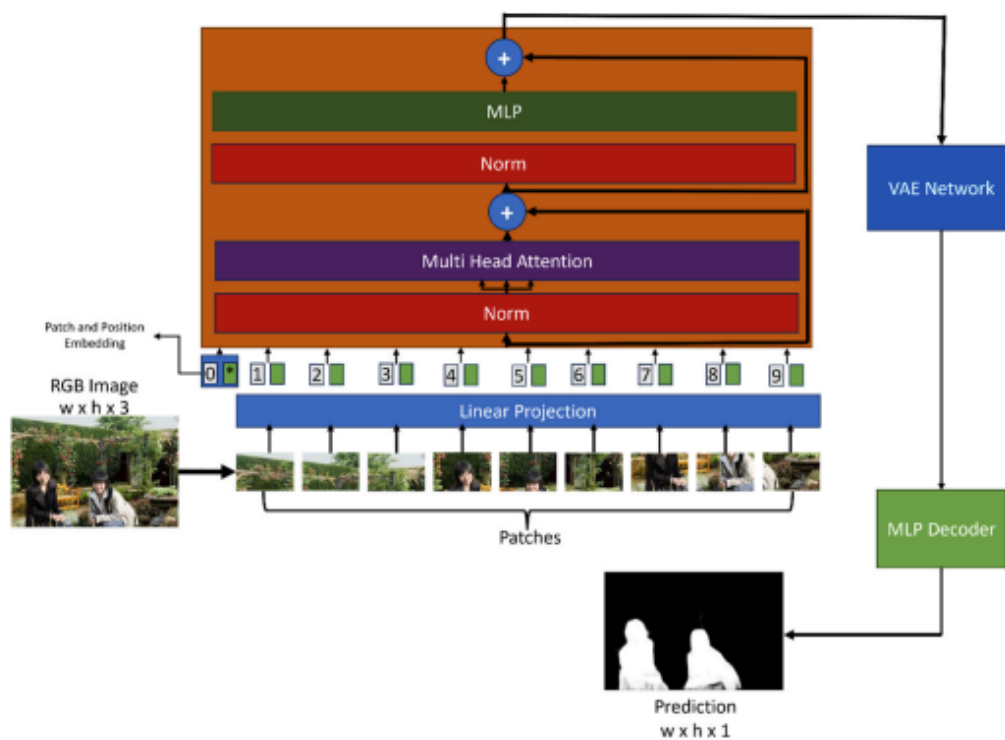 +
MLP
Norm
+
Multi Head Attention
Norm
VAE Network
Patch and Position
Embedding
0 * 1 2 3 4 5 6 7 8 9
RGB Image
w x h x 3
Linear Projection
Patches
MLP Decoder
Prediction
w x h x 1